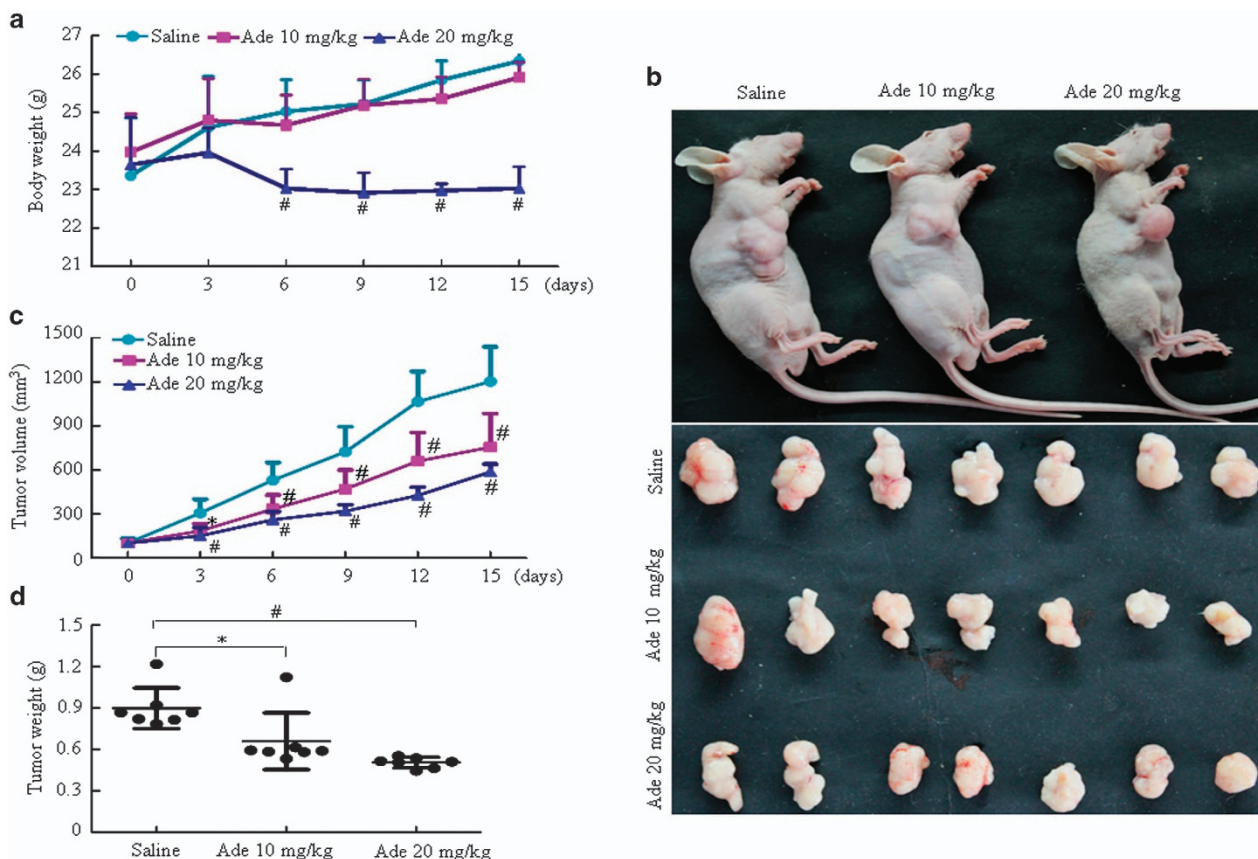 a
Saline Ade 10 mg/kg Ade 20 mg/kg
Body weight (g)
27
26
25
24
23
22
21
# # # #
0 3 6 9 12 15 (days)
b
Saline Ade 10 mg/kg Ade 20 mg/kg
Saline
Ade 10 mg/kg
Ade 20 mg/kg
c
Saline
Ade 10 mg/kg
Ade 20 mg/kg
Tumor volume (mm³)
1500
1200
900
600
300
0
* # # # #
# # # # #
0 3 6 9 12 15 (days)
d
Tumor weight (g)
1.5
1.2
0.9
0.6
0.3
0
#
*
Saline Ade 10 mg/kg Ade 20 mg/kg